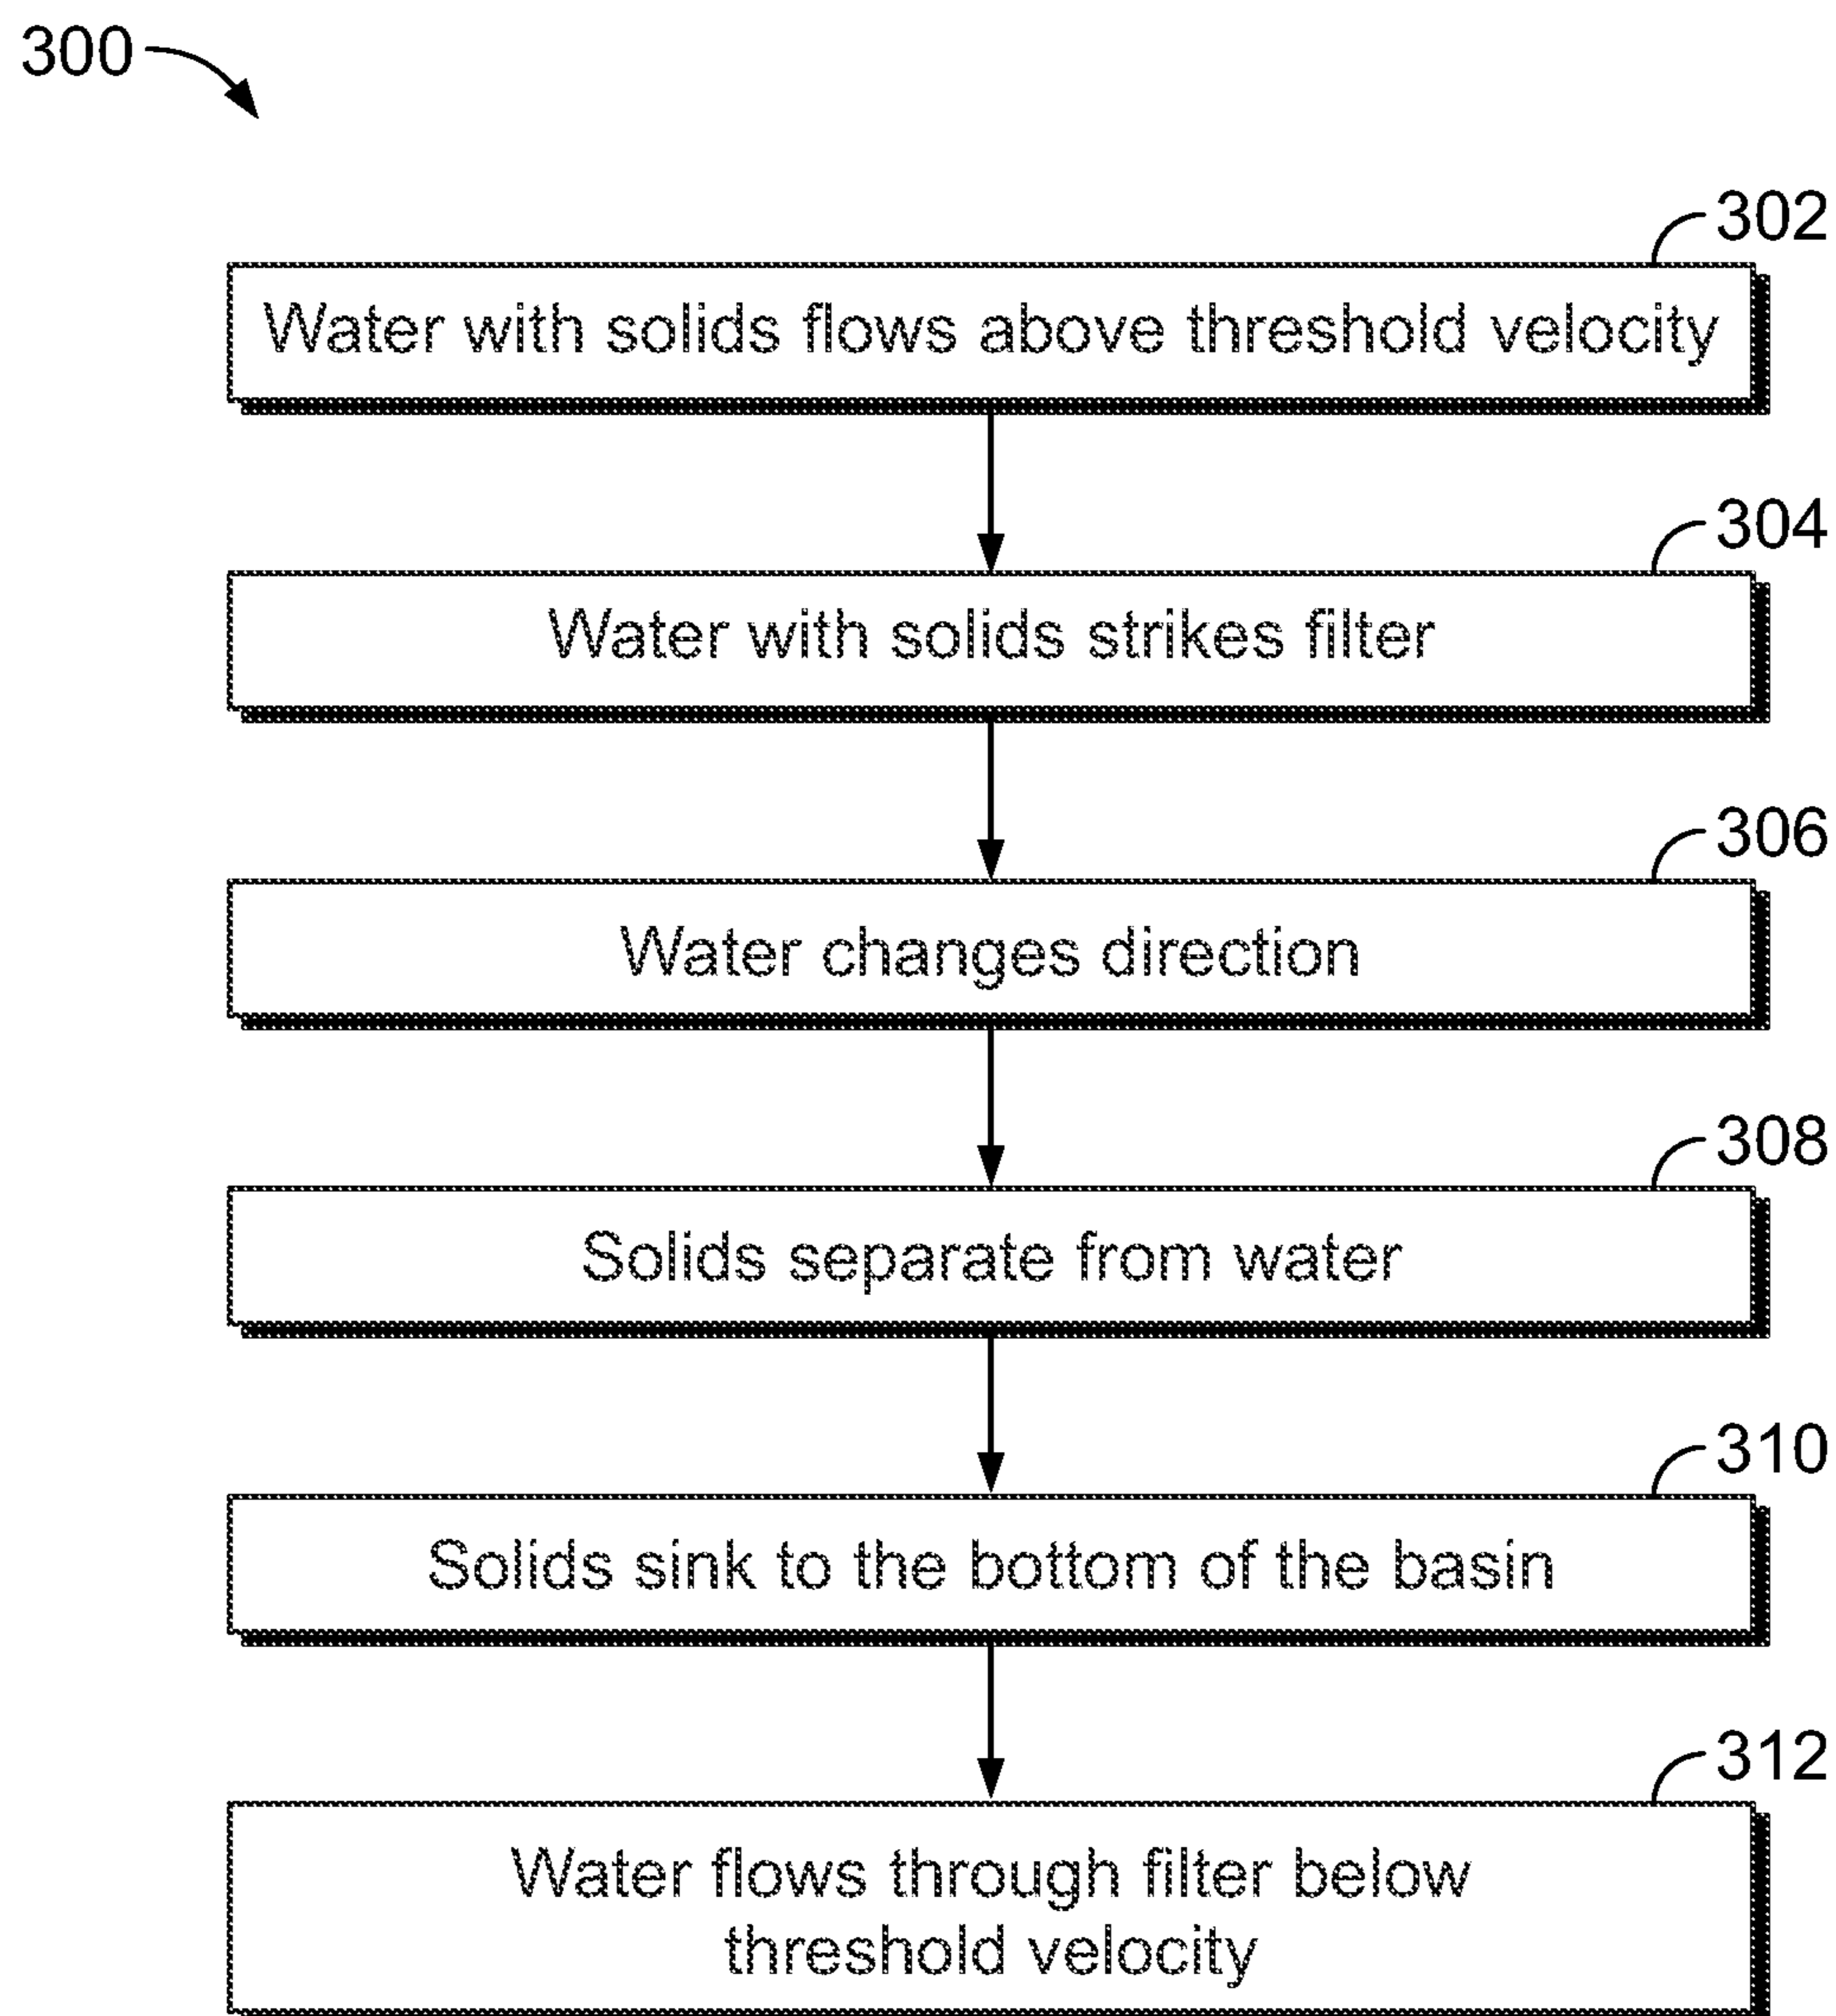 300
302
Water with solids flows above threshold velocity
304
Water with solids strikes filter
306
Water changes direction
308
Solids separate from water
310
Solids sink to the bottom of the basin
312
Water flows through filter below
threshold velocity